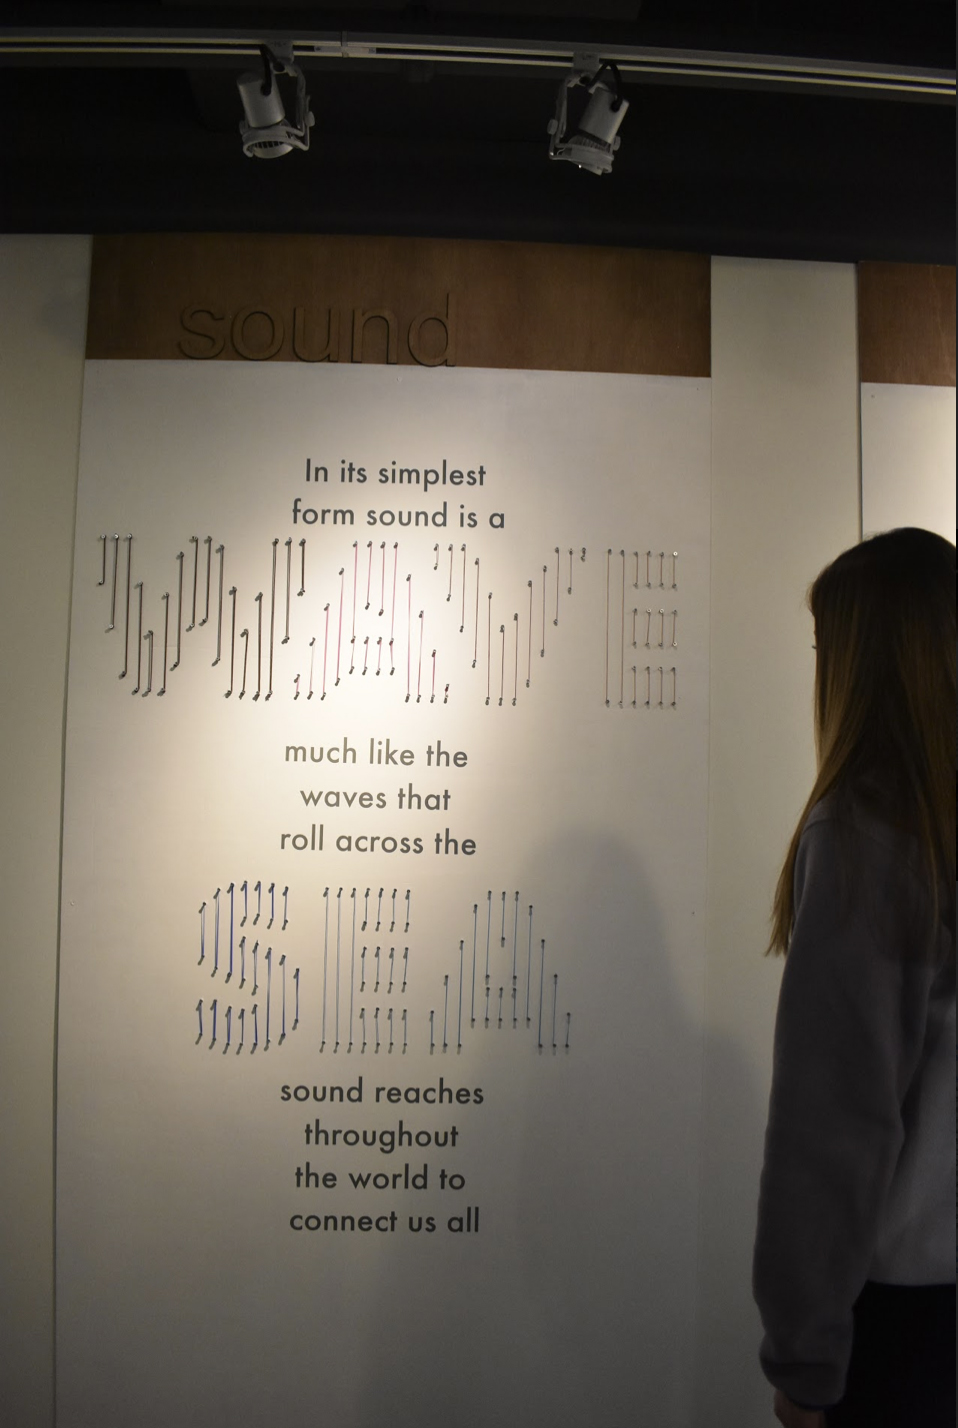 sound
In its simplest
form sound is a
WAVE
much like the
waves that
roll across the
SEA
sound reaches
throughout
the world to
connect us all